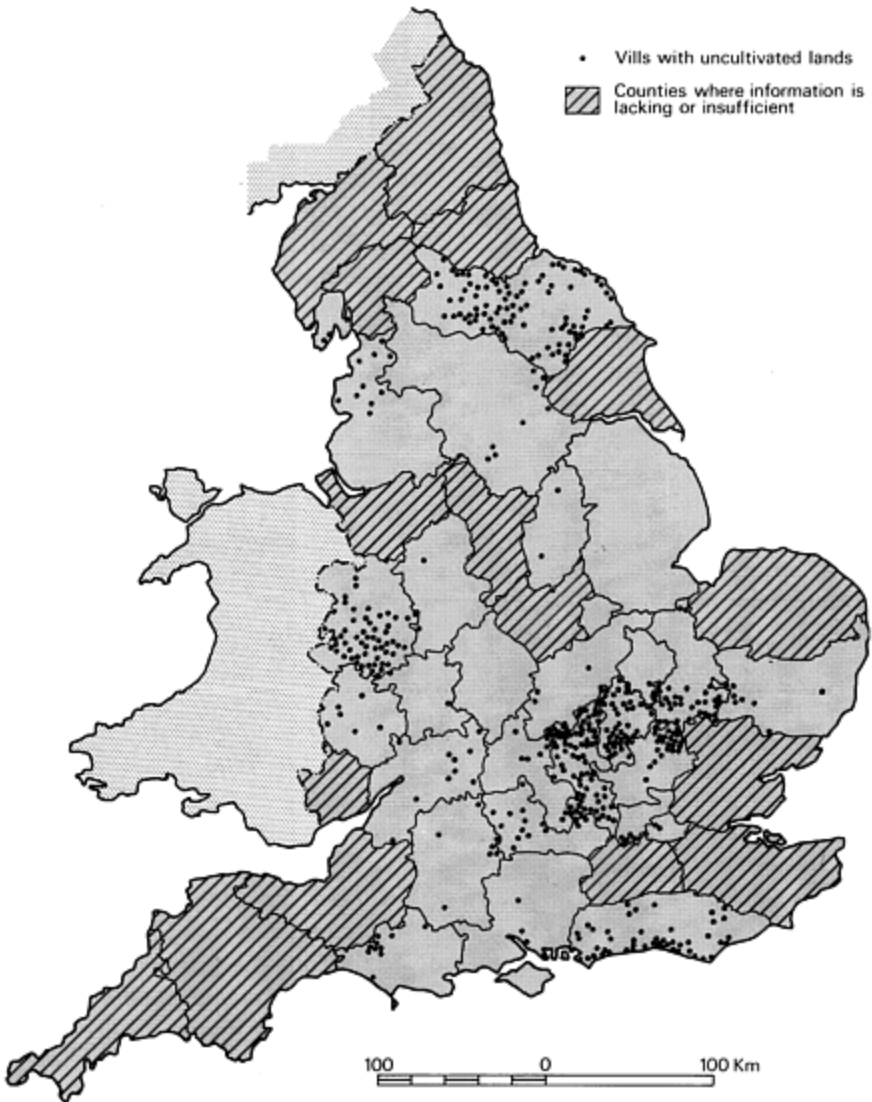 Vills with uncultivated lands
Counties where information is
lacking or insufficient
100 0 100 Km